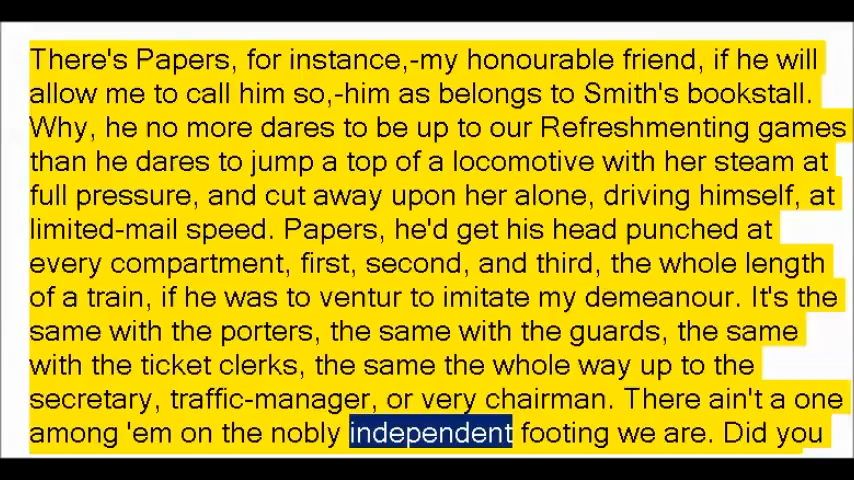 There's Papers, for instance,-my honourable friend, if he will
allow me to call him so,-him as belongs to Smith's bookstall.
Why, he no more dares to be up to our Refreshmenting games
than he dares to jump a top of a locomotive with her steam at
full pressure, and cut away upon her alone, driving himself, at
limited-mail speed. Papers, he'd get his head punched at
every compartment, first, second, and third, the whole length
of a train, if he was to ventur to imitate my demeanour. It's the
same with the porters, the same with the guards, the same
with the ticket clerks, the same the whole way up to the
secretary, traffic-manager, or very chairman. There ain't a one
among 'em on the nobly independent footing we are. Did you